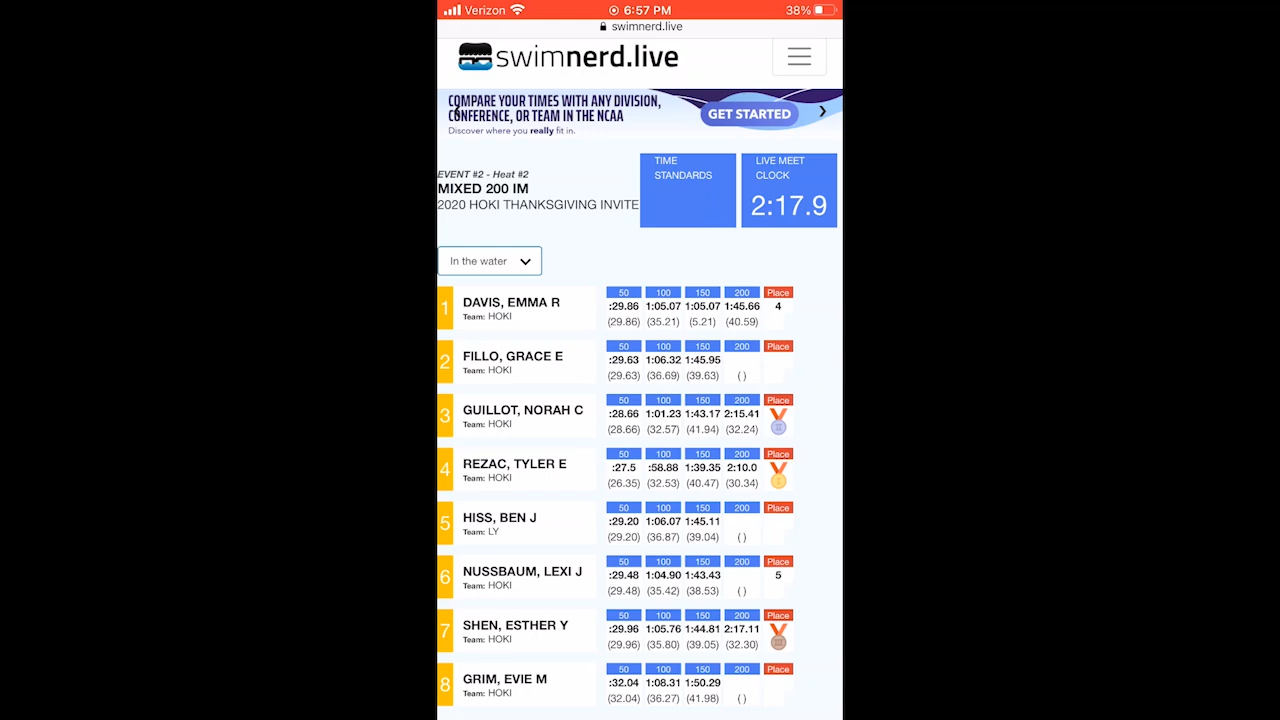 Verizon 6:57 PM 38%
swimnerd.live
swimnerd.live
COMPARE YOUR TIMES WITH ANY DIVISION,
CONFERENCE, OR TEAM IN THE NCAA
Discover where you really fit in.
GET STARTED
EVENT #2 - Heat #2
MIXED 200 IM
2020 HOKI THANKSGIVING INVITE
TIME
STANDARDS
LIVE MEET
CLOCK
2:17.9
In the water
1 DAVIS, EMMA R
Team: HOKI
50 100 150 200 Place
:29.86 1:05.07 1:05.07 1:45.66 4
(29.86) (35.21) (5.21) (40.59)
2 FILLO, GRACE E
Team: HOKI
50 100 150 200 Place
:29.63 1:06.32 1:45.95
(29.63) (36.69) (39.63) ( )
3 GUILLOT, NORAH C
Team: HOKI
50 100 150 200 Place
:28.66 1:01.23 1:43.17 2:15.41
(28.66) (32.57) (41.94) (32.24)
4 REZAC, TYLER E
Team: HOKI
50 100 150 200 Place
:27.5 :58.88 1:39.35 2:10.0
(26.35) (32.53) (40.47) (30.34)
5 HISS, BEN J
Team: LY
50 100 150 200 Place
:29.20 1:06.07 1:45.11
(29.20) (36.87) (39.04) ( )
6 NUSSBAUM, LEXI J
Team: HOKI
50 100 150 200 Place
:29.48 1:04.90 1:43.43 5
(29.48) (35.42) (38.53) ( )
7 SHEN, ESTHER Y
Team: HOKI
50 100 150 200 Place
:29.96 1:05.76 1:44.81 2:17.11
(29.96) (35.80) (39.05) (32.30)
8 GRIM, EVIE M
Team: HOKI
50 100 150 200 Place
:32.04 1:08.31 1:50.29
(32.04) (36.27) (41.98) ( )